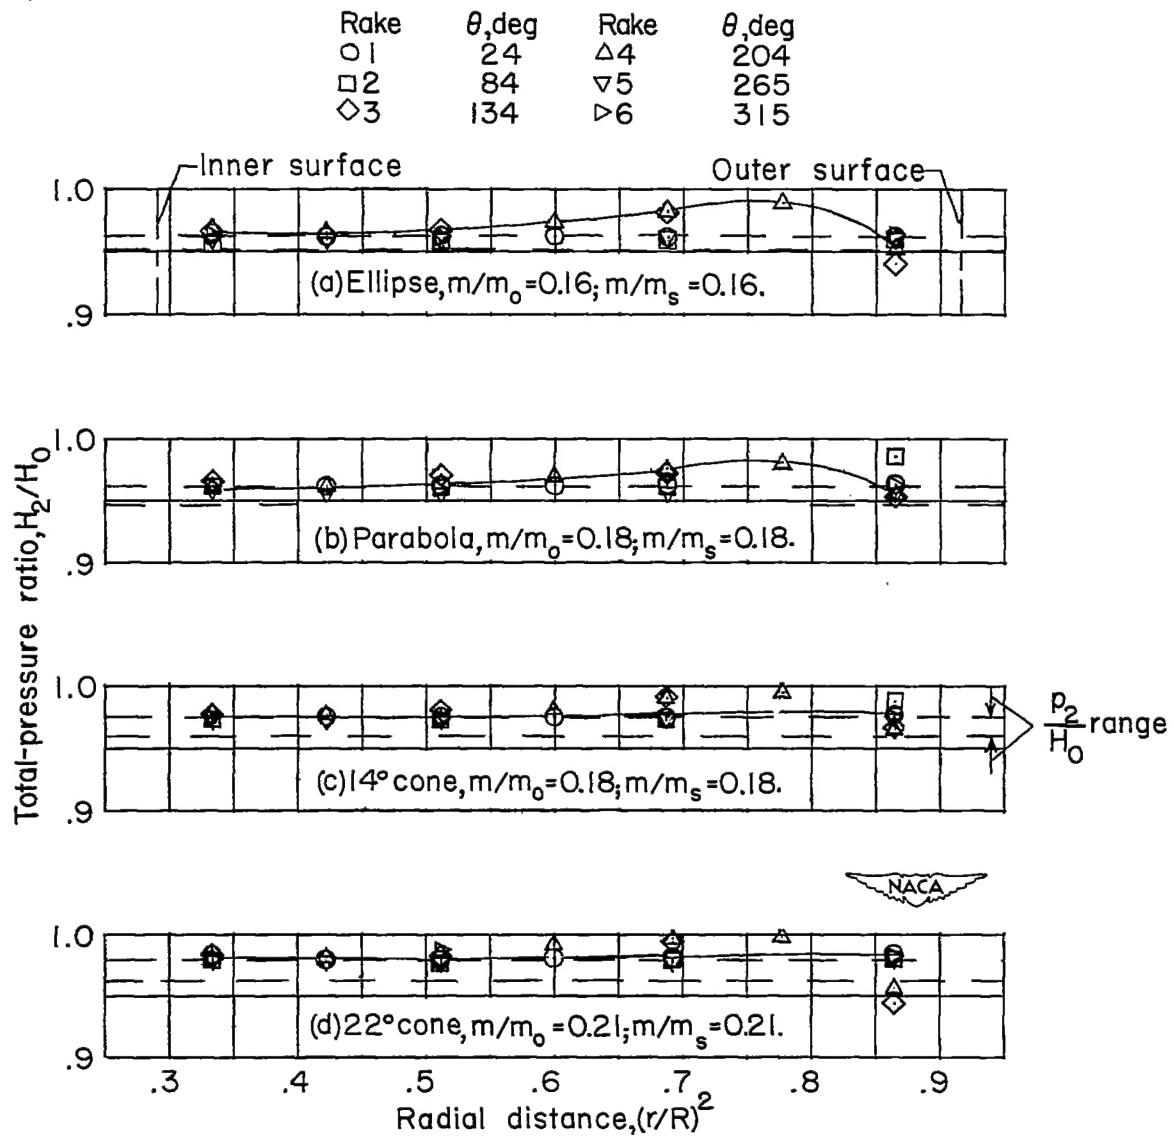 Rake θ,deg Rake θ,deg
1 24 4 204
2 84 5 265
3 134 6 315
Inner surface Outer surface
1.0
(a) Ellipse, m/m₀ = 0.16; m/mₛ = 0.16.
.9
1.0
(b) Parabola, m/m₀ = 0.18; m/mₛ = 0.18.
.9
Total-pressure ratio, H₂/H₀
1.0
p₂/H₀ range
(c) 14° cone, m/m₀ = 0.18; m/mₛ = 0.18.
.9
NACA
1.0
(d) 22° cone, m/m₀ = 0.21; m/mₛ = 0.21.
.9
.3 .4 .5 .6 .7 .8 .9
Radial distance, (r/R)²